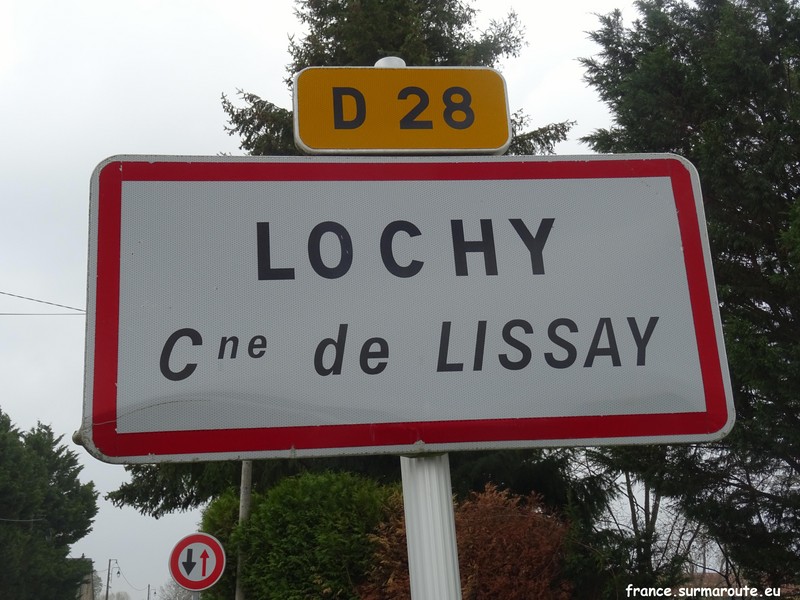 D 28
LOCHY
Cne de LISSAY
france.surmaroute.eu